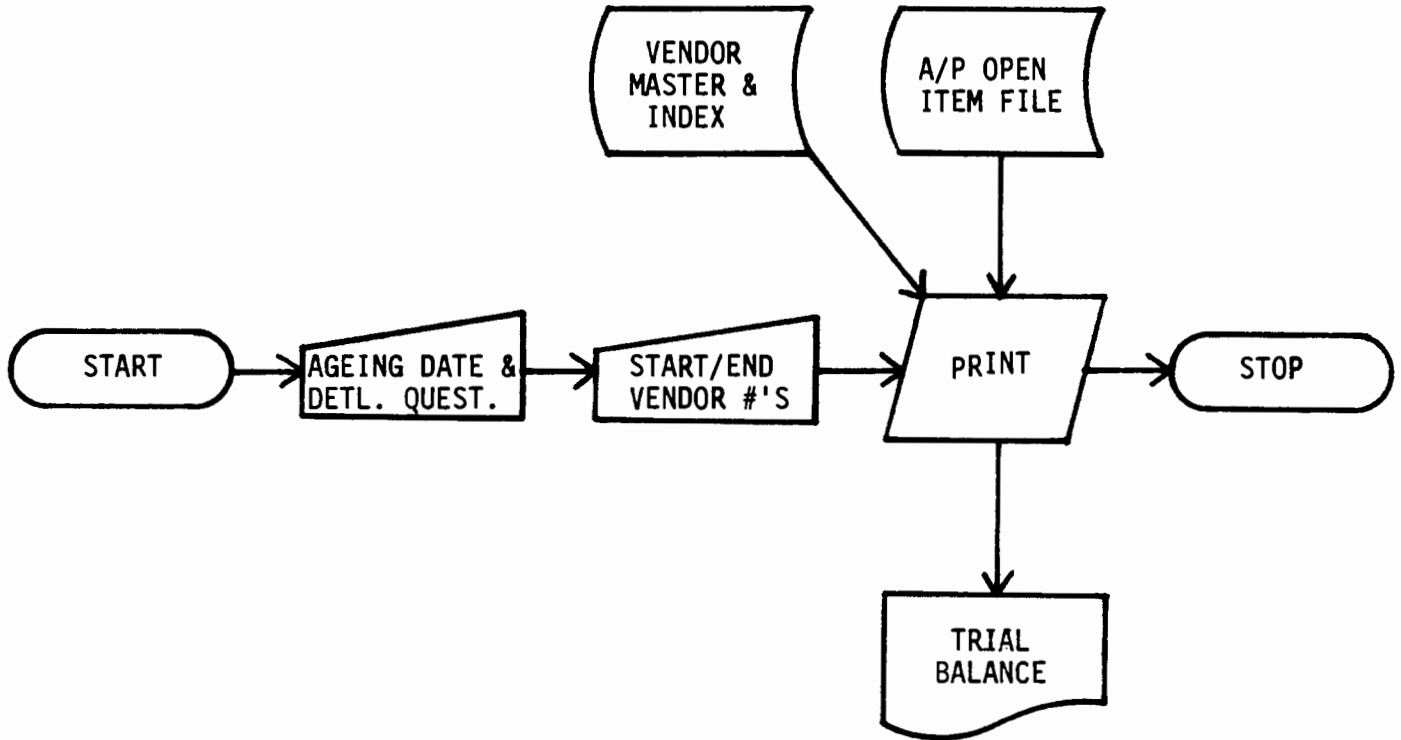 VENDOR
MASTER &
INDEX
A/P OPEN
ITEM FILE
START
AGEING DATE &
DETL. QUEST.
START/END
VENDOR #'S
PRINT
STOP
TRIAL
BALANCE